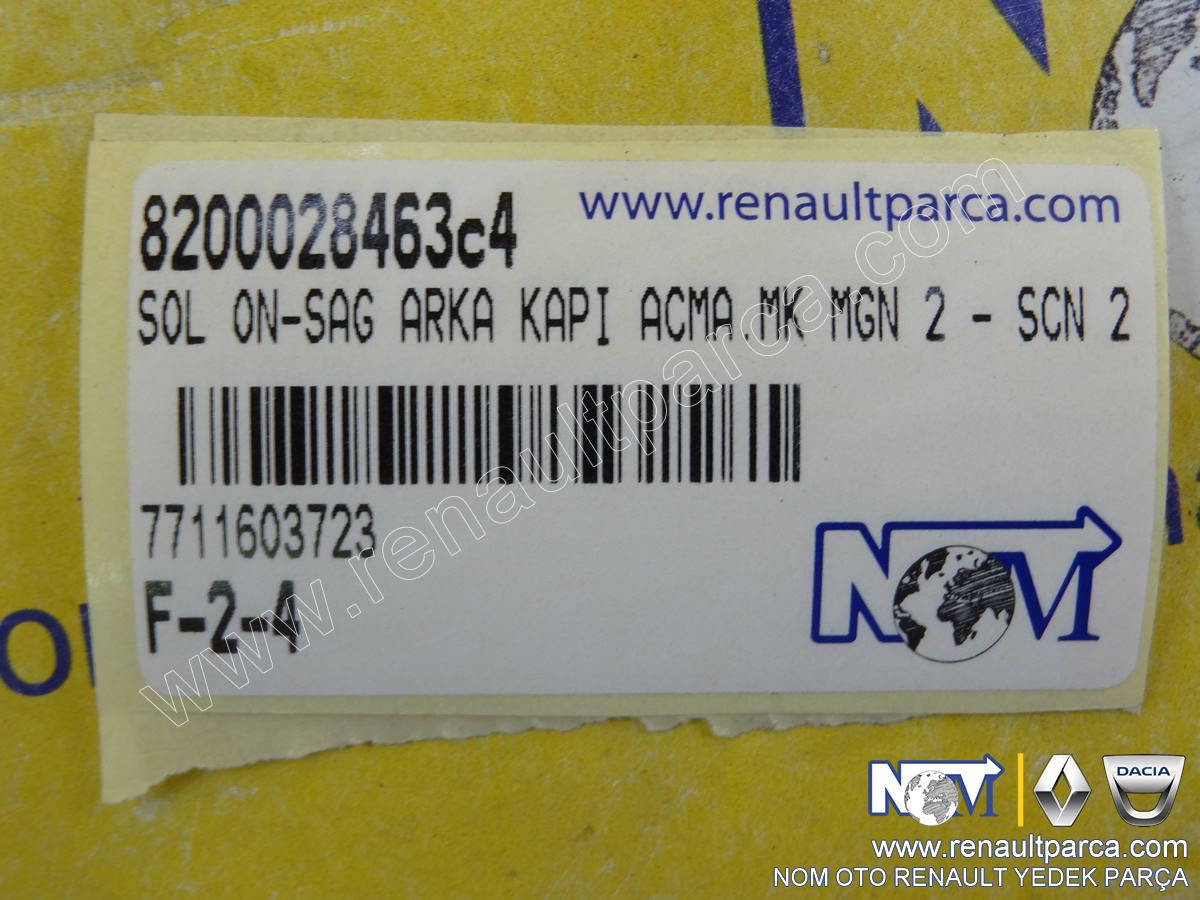 8200028463c4
www.renaultparca.com
SOL ON-SAG ARKA KAPI ACMA.MK MGN 2 - SCN 2
7711603723
F-2-4
NOM
www.renaultparca.com
NOM
DACIA
www.renaultparca.com
NOM OTO RENAULT YEDEK PARÇA